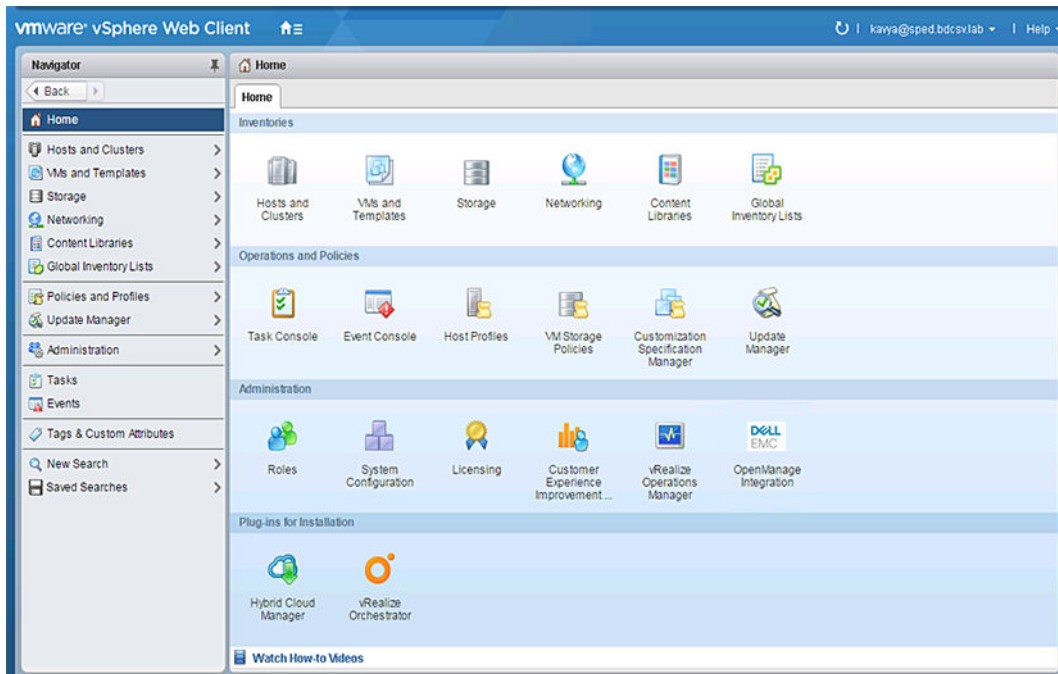 vmware® vSphere Web Client
kavya@sped.bdcsv.lab
Help
Navigator
Home
Back
Home
Home
Inventories
Hosts and Clusters
VMs and Templates
Storage
Networking
Content Libraries
Global Inventory Lists
Policies and Profiles
Update Manager
Administration
Tasks
Events
Tags & Custom Attributes
New Search
Saved Searches
Hosts and
Clusters
VMs and
Templates
Storage
Networking
Content
Libraries
Global
Inventory Lists
Operations and Policies
Task Console
Event Console
Host Profiles
VM Storage
Policies
Customization
Specification
Manager
Update
Manager
Administration
Roles
System
Configuration
Licensing
Customer
Experience
Improvement ...
vRealize
Operations
Manager
DELL
EMC
OpenManage
Integration
Plug-ins for Installation
Hybrid Cloud
Manager
vRealize
Orchestrator
Watch How-to Videos